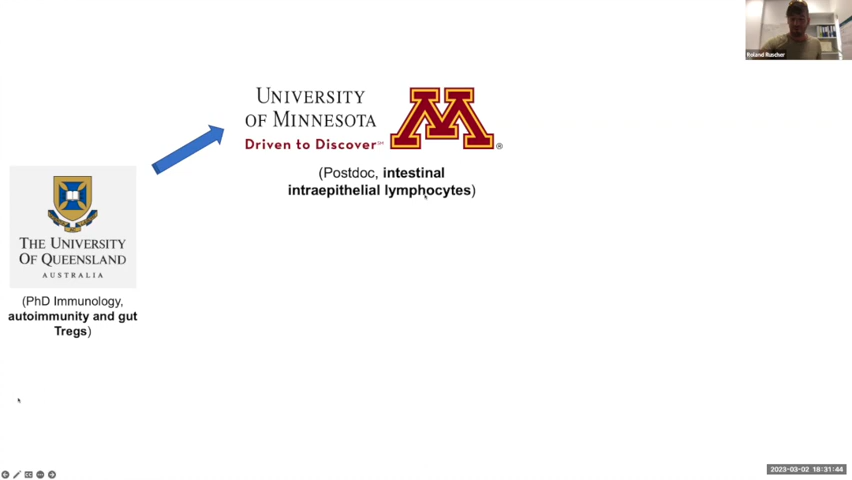 Roland Ruscher
UNIVERSITY
OF MINNESOTA
Driven to Discover℠
M®
(Postdoc, intestinal
intraepithelial lymphocytes)
THE UNIVERSITY
OF QUEENSLAND
AUSTRALIA
(PhD Immunology,
autoimmunity and gut
Tregs)
2023-03-02 18:31:44